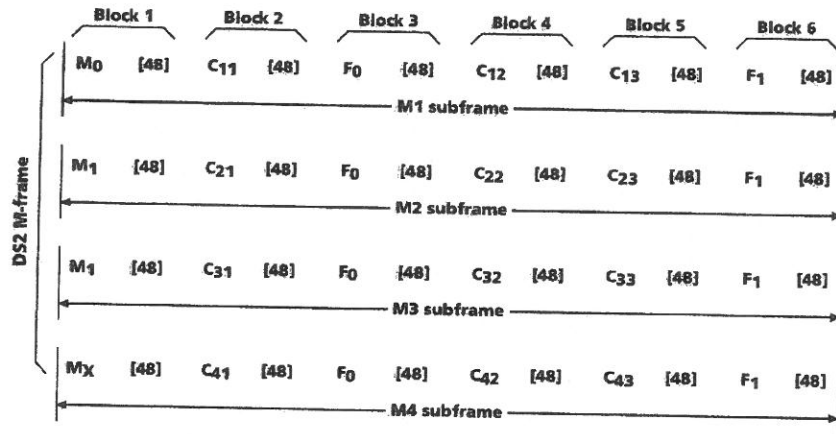 Block 1 Block 2 Block 3 Block 4 Block 5 Block 6
M0 [48] C11 [48] F0 [48] C12 [48] C13 [48] F1 [48]
M1 subframe
M1 [48] C21 [48] F0 [48] C22 [48] C23 [48] F1 [48]
M2 subframe
M1 [48] C31 [48] F0 [48] C32 [48] C33 [48] F1 [48]
M3 subframe
MX [48] C41 [48] F0 [48] C42 [48] C43 [48] F1 [48]
M4 subframe
DS2 M-frame